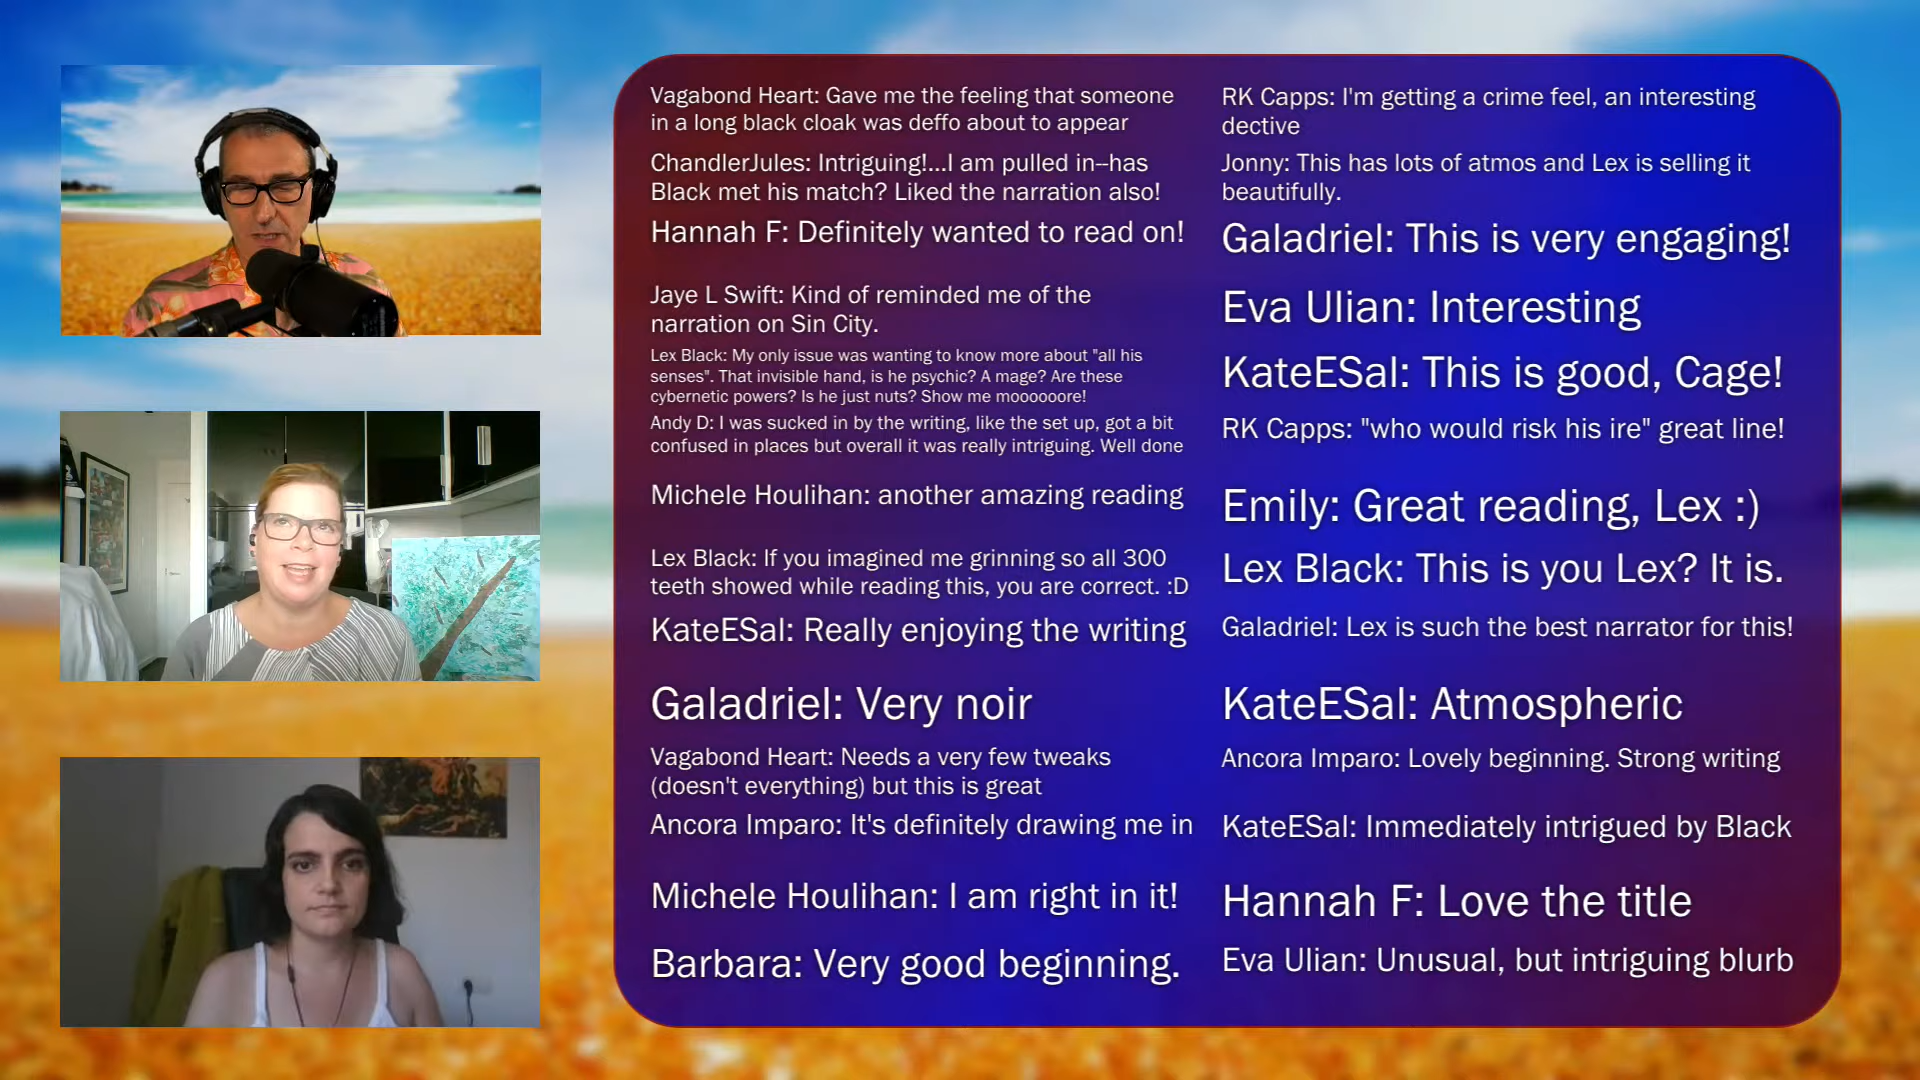 Vagabond Heart: Gave me the feeling that someone
in a long black cloak was deffo about to appear
ChandlerJules: Intriguing!...I am pulled in--has
Black met his match? Liked the narration also!
Hannah F: Definitely wanted to read on!
Jaye L Swift: Kind of reminded me of the
narration on Sin City.
Lex Black: My only issue was wanting to know more about "all his
senses". That invisible hand, is he psychic? A mage? Are these
cybernetic powers? Is he just nuts? Show me moooooore!
Andy D: I was sucked in by the writing, like the set up, got a bit
confused in places but overall it was really intriguing. Well done
Michele Houlihan: another amazing reading
Lex Black: If you imagined me grinning so all 300
teeth showed while reading this, you are correct. :D
KateESal: Really enjoying the writing
Galadriel: Very noir
Vagabond Heart: Needs a very few tweaks
(doesn't everything) but this is great
Ancora Imparo: It's definitely drawing me in
Michele Houlihan: I am right in it!
Barbara: Very good beginning.
RK Capps: I'm getting a crime feel, an interesting
dective
Jonny: This has lots of atmos and Lex is selling it
beautifully.
Galadriel: This is very engaging!
Eva Ulian: Interesting
KateESal: This is good, Cage!
RK Capps: "who would risk his ire" great line!
Emily: Great reading, Lex :)
Lex Black: This is you Lex? It is.
Galadriel: Lex is such the best narrator for this!
KateESal: Atmospheric
Ancora Imparo: Lovely beginning. Strong writing
KateESal: Immediately intrigued by Black
Hannah F: Love the title
Eva Ulian: Unusual, but intriguing blurb